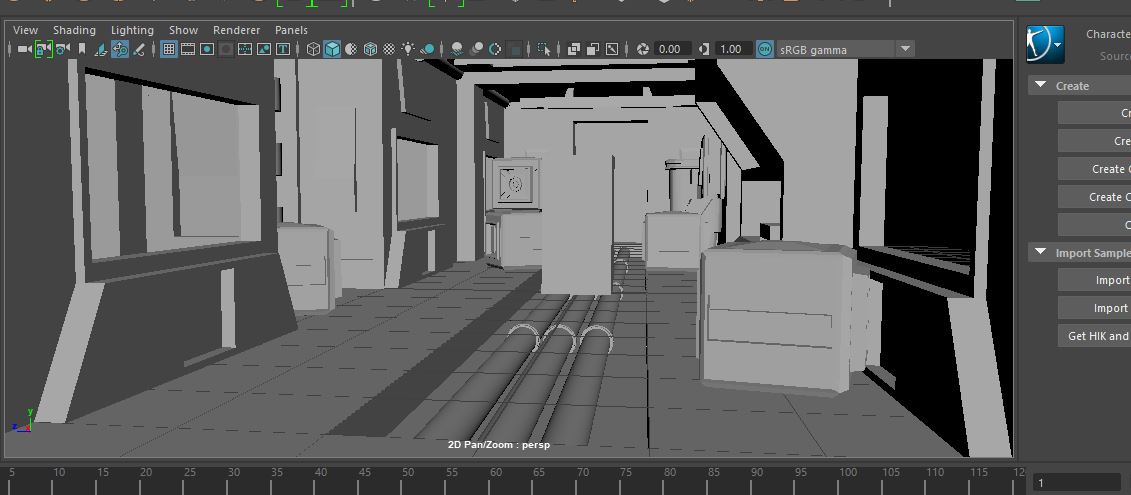 View Shading Lighting Show Renderer Panels
Characte
Source
0.00 1.00 ON sRGB gamma
Create
Cr
Cre
Create C
Create C
C
Import Sample
Import
Import
Get HIK and
y
z
2D Pan/Zoom : persp
5 10 15 20 25 30 35 40 45 50 55 60 65 70 75 80 85 90 95 100 105 110 115 12
1